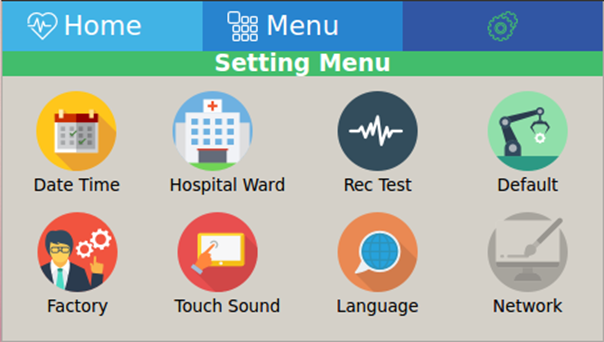 Home Menu
Setting Menu
Date Time Hospital Ward Rec Test Default
Factory Touch Sound Language Network